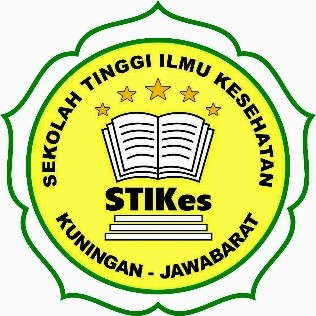 SEKOLAH TINGGI ILMU KESEHATAN
STIKes
KUNINGAN - JAWABARAT